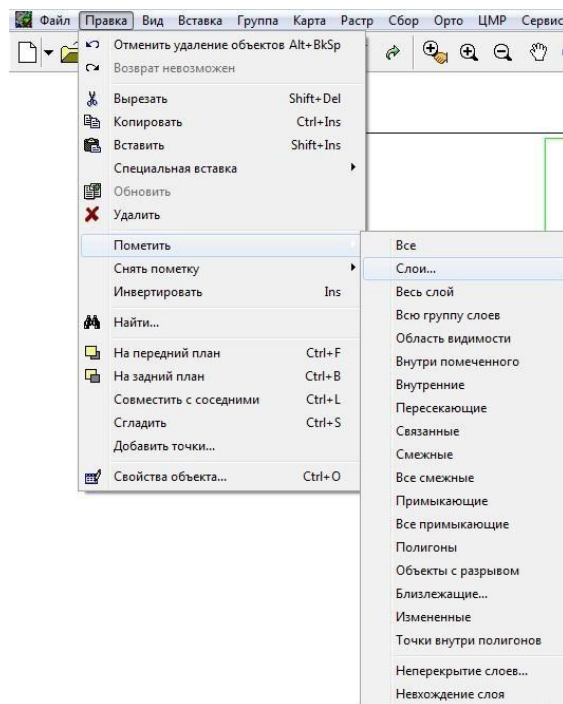 Файл Правка Вид Вставка Группа Карта Растр Сбор Орто ЦМР Сервис
Отменить удаление объектов Alt+BkSp
Возврат невозможен
Вырезать Shift+Del
Копировать Ctrl+Ins
Вставить Shift+Ins
Специальная вставка
Обновить
Удалить
Пометить
Снять пометку
Инвертировать Ins
Найти...
На передний план Ctrl+F
На задний план Ctrl+B
Совместить с соседними Ctrl+L
Сгладить Ctrl+S
Добавить точки...
Свойства объекта... Ctrl+O
Все
Слои...
Весь слой
Всю группу слоев
Область видимости
Внутри помеченного
Внутренние
Пересекающие
Связанные
Смежные
Все смежные
Примыкающие
Все примыкающие
Полигоны
Объекты с разрывом
Близлежащие...
Измененные
Точки внутри полигонов
Неперекрытие слоев...
Невхождение слоя